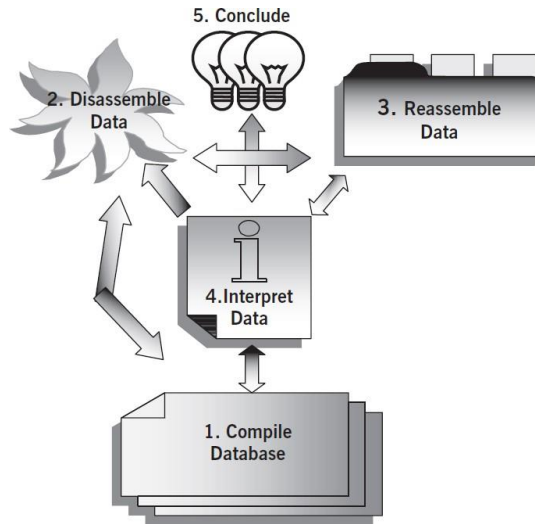 5. Conclude
2. Disassemble
Data
3. Reassemble
Data
4.Interpret
Data
1. Compile
Database